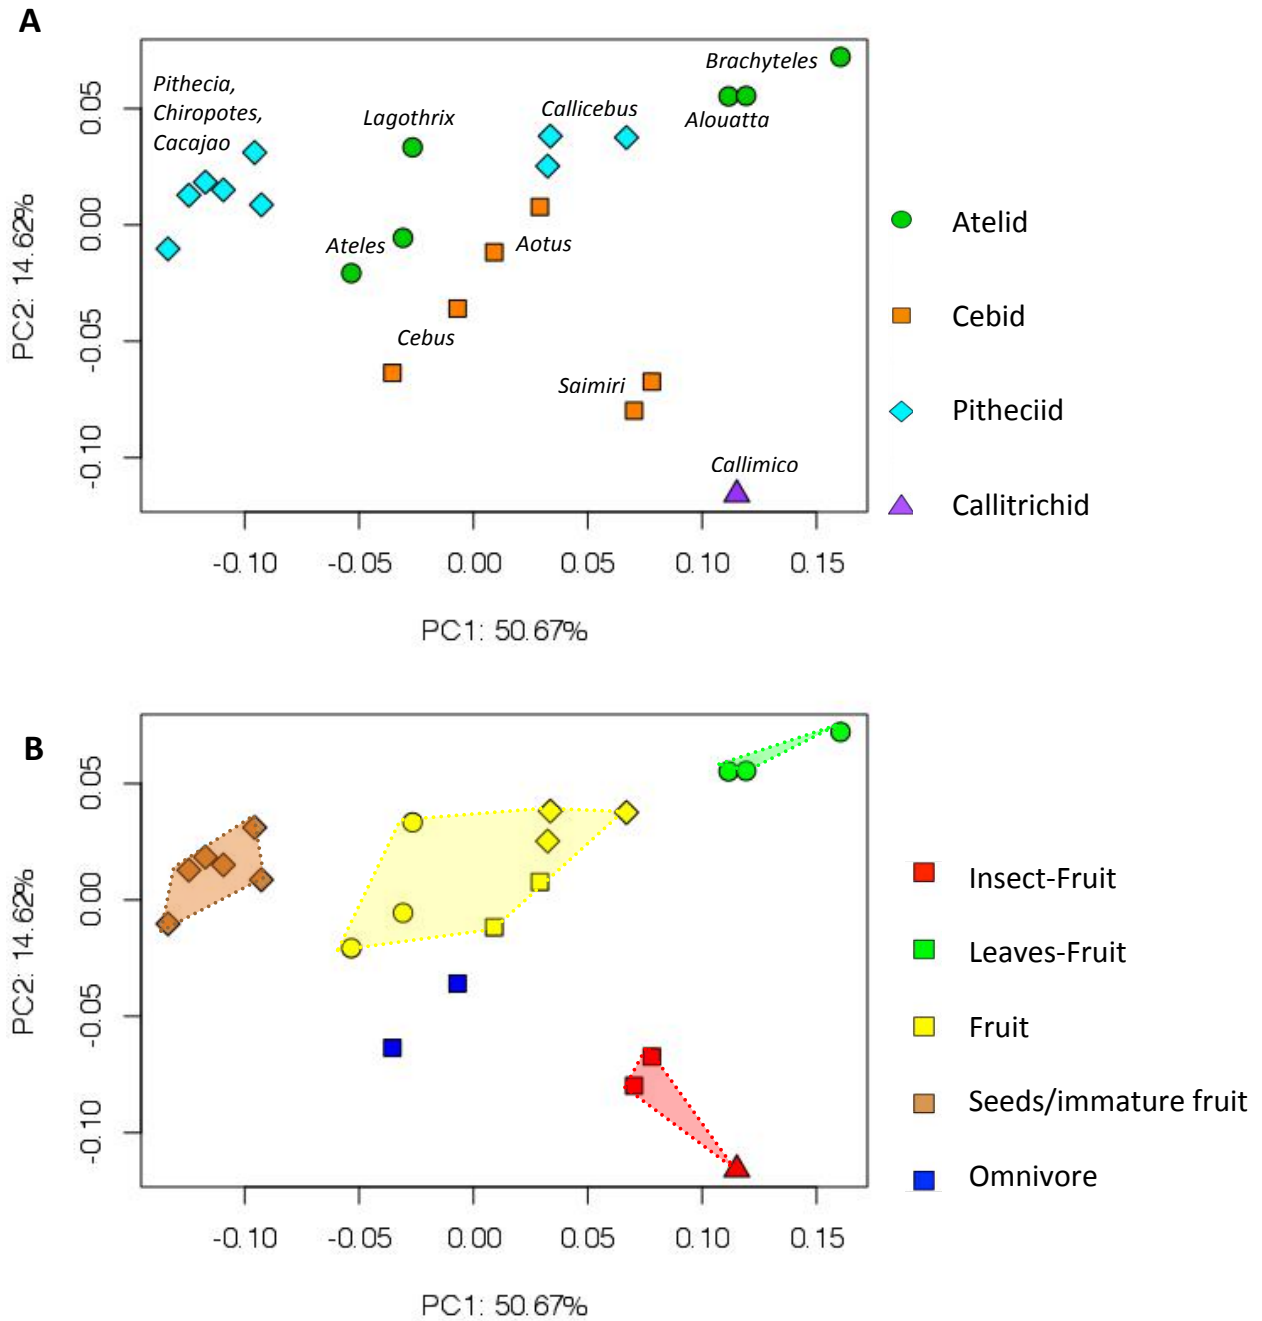 A
Pithecia,
Chiropotes,
Cacajao
Lagothrix
Callicebus
Brachyteles
Alouatta
Ateles
Aotus
Cebus
Saimiri
Callimico
0.05
0.00
-0.05
-0.10
PC2: 14.62%
-0.10 -0.05 0.00 0.05 0.10 0.15
PC1: 50.67%
Atelid
Cebid
Pitheciid
Callitrichid
B
0.05
0.00
-0.05
-0.10
PC2: 14.62%
-0.10 -0.05 0.00 0.05 0.10 0.15
PC1: 50.67%
Insect-Fruit
Leaves-Fruit
Fruit
Seeds/immature fruit
Omnivore